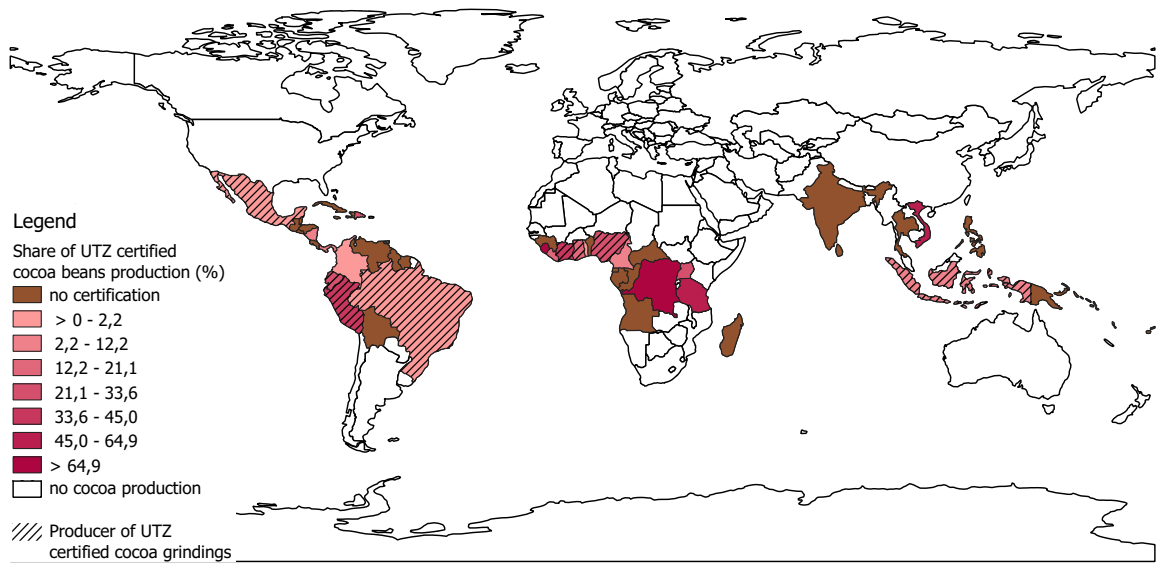 Legend
Share of UTZ certified
cocoa beans production (%)
no certification
> 0 - 2,2
2,2 - 12,2
12,2 - 21,1
21,1 - 33,6
33,6 - 45,0
45,0 - 64,9
> 64,9
no cocoa production
Producer of UTZ
certified cocoa grindings